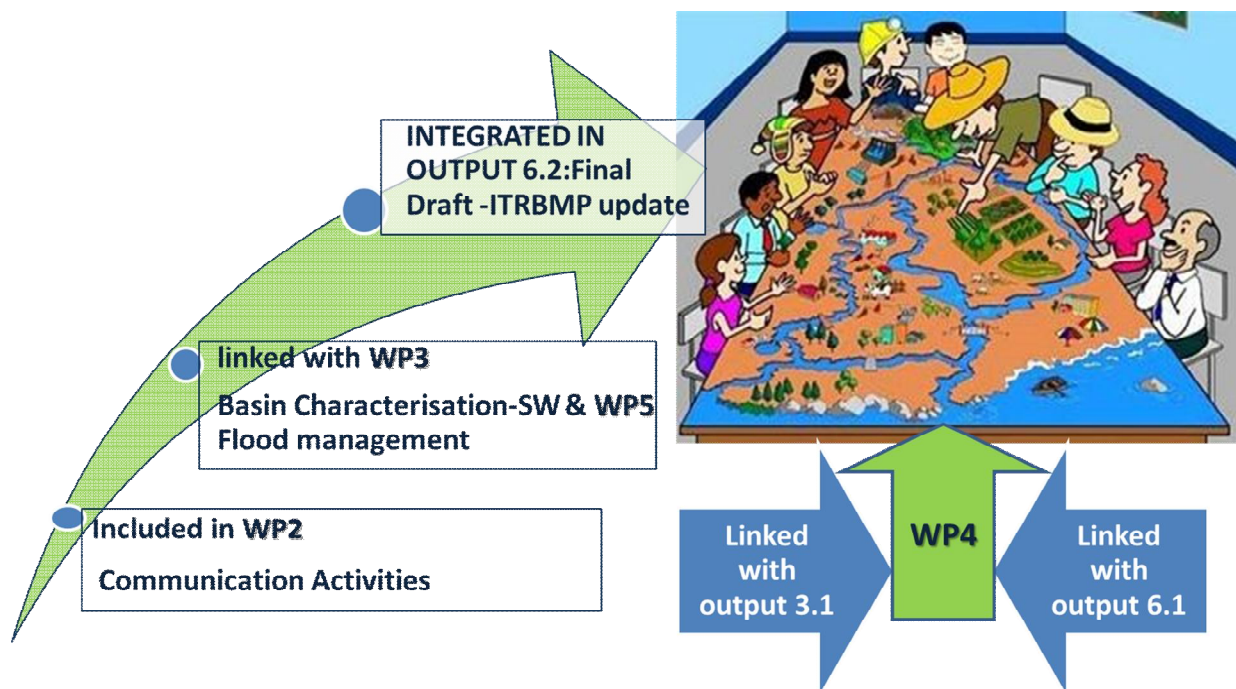 INTEGRATED IN
OUTPUT 6.2:Final
Draft -ITRBMP update
linked with WP3
Basin Characterisation-SW & WP5
Flood management
Included in WP2
Communication Activities
Linked
with
output 3.1
WP4
Linked
with
output 6.1